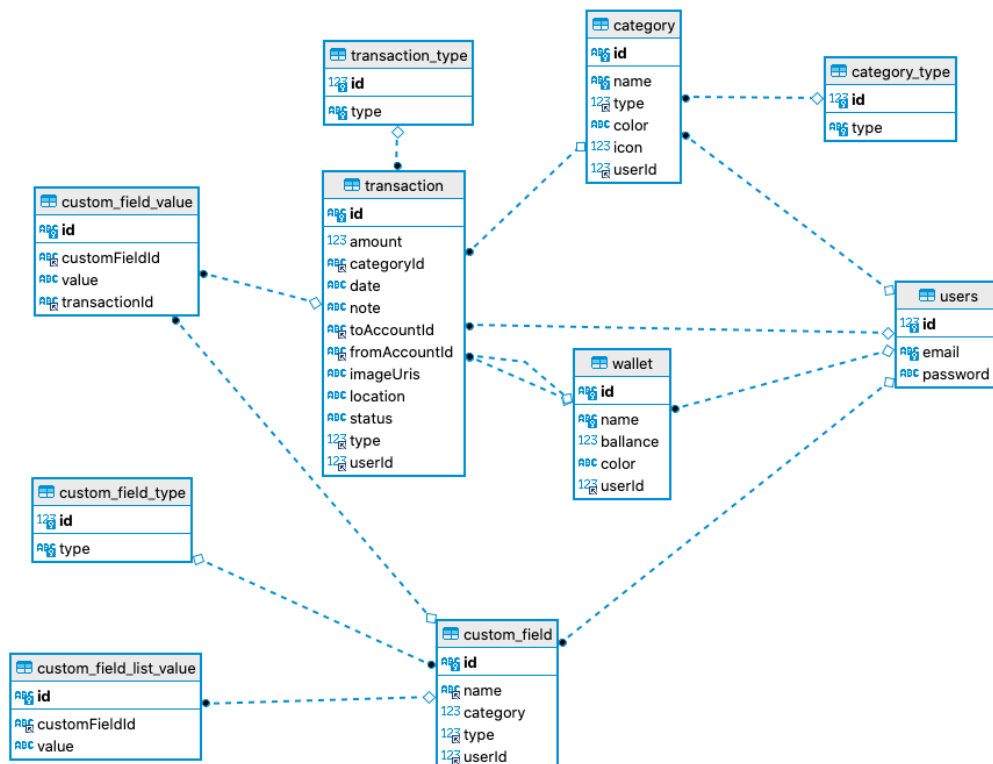 category
id
name
type
color
icon
userId
transaction_type
id
type
category_type
id
type
transaction
id
amount
categoryId
date
note
toAccountId
fromAccountId
imageUris
location
status
type
userId
custom_field_value
id
customFieldId
value
transactionId
users
id
email
password
wallet
id
name
ballance
color
userId
custom_field_type
id
type
custom_field
id
name
category
type
userId
custom_field_list_value
id
customFieldId
value